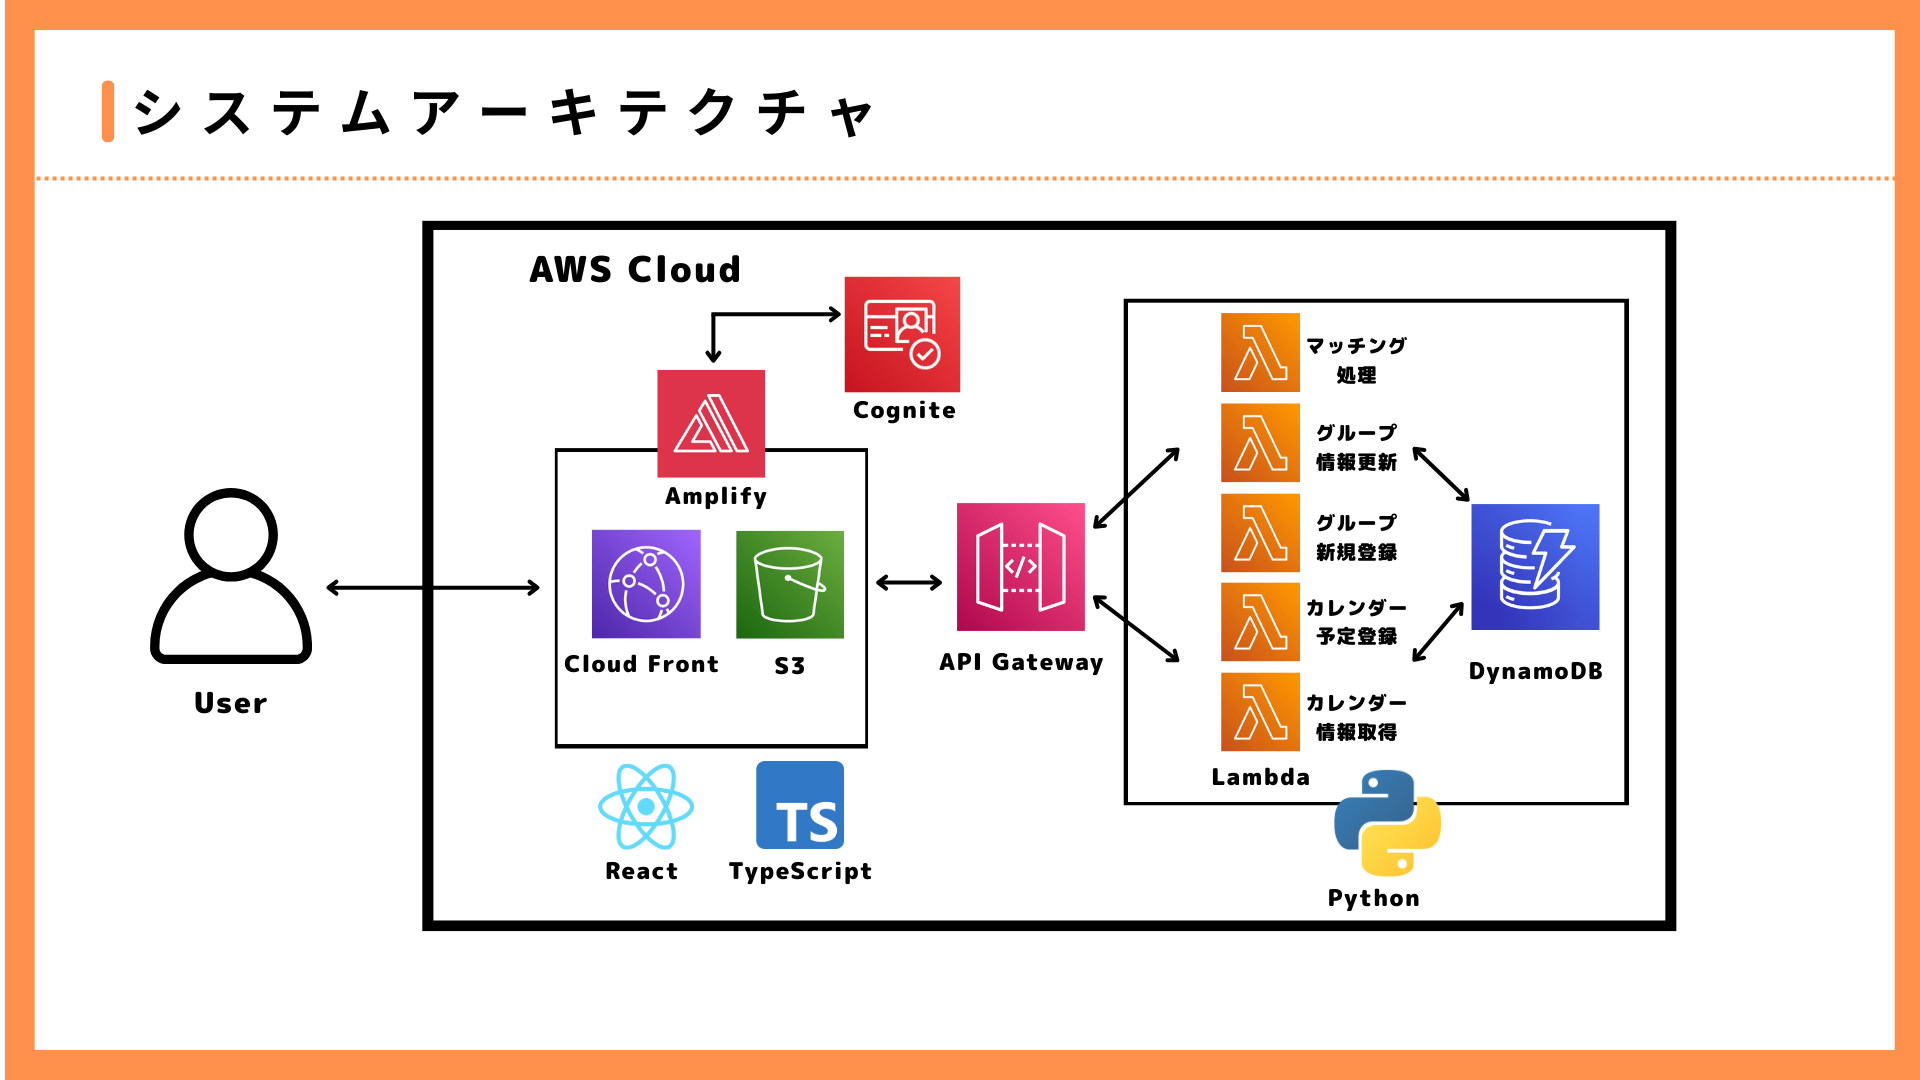 システムアーキテクチャ
AWS Cloud
Cognite
Amplify
Cloud Front
S3
User
React
TS
TypeScript
API Gateway
</>
マッチング
処理
グループ
情報更新
グループ
新規登録
カレンダー
予定登録
カレンダー
情報取得
Lambda
DynamoDB
Python